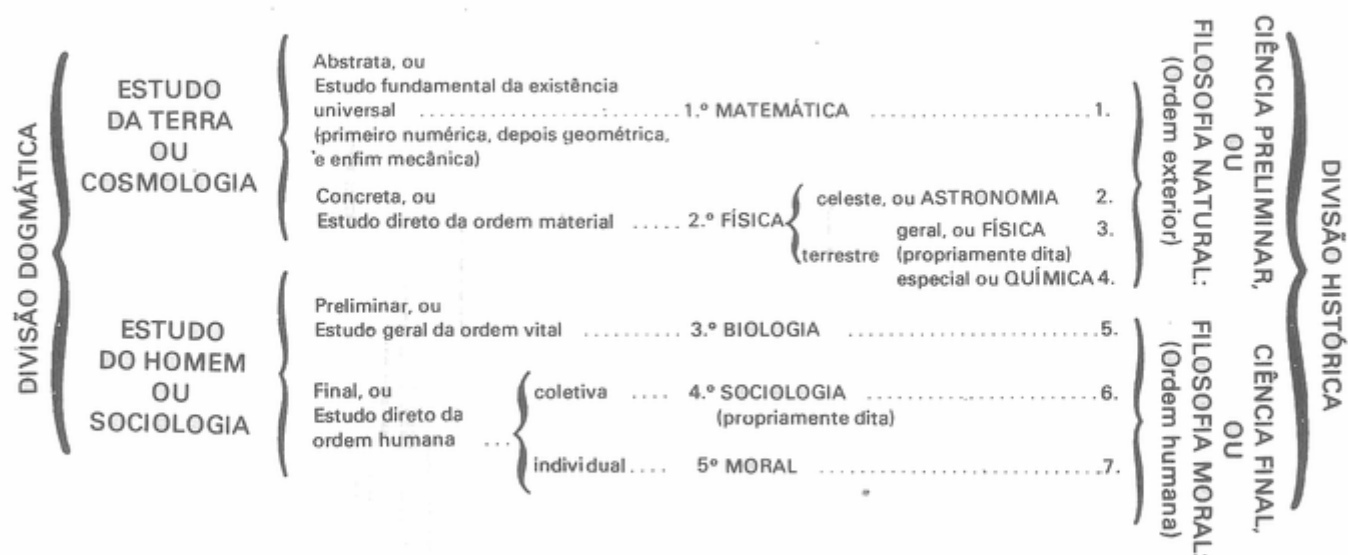 DIVISÃO DOGMÁTICA
ESTUDO
DA TERRA
OU
COSMOLOGIA
Abstrata, ou
Estudo fundamental da existência
universal ........................ 1.º MATEMÁTICA ........................ 1.
(primeiro numérica, depois geométrica,
e enfim mecânica)
Concreta, ou
Estudo direto da ordem material ..... 2.º FÍSICA
celeste, ou ASTRONOMIA 2.
geral, ou FÍSICA 3.
terrestre (propriamente dita)
especial ou QUÍMICA 4.
ESTUDO
DO HOMEM
OU
SOCIOLOGIA
Preliminar, ou
Estudo geral da ordem vital ......... 3.º BIOLOGIA ........................ 5.
Final, ou
Estudo direto da
ordem humana ...
coletiva .... 4.º SOCIOLOGIA ........................ 6.
(propriamente dita)
individual .... 5º MORAL ........................ 7.
CIÊNCIA PRELIMINAR,
OU
FILOSOFIA NATURAL:
(Ordem exterior)
CIÊNCIA FINAL,
OU
FILOSOFIA MORAL:
(Ordem humana)
DIVISÃO HISTÓRICA